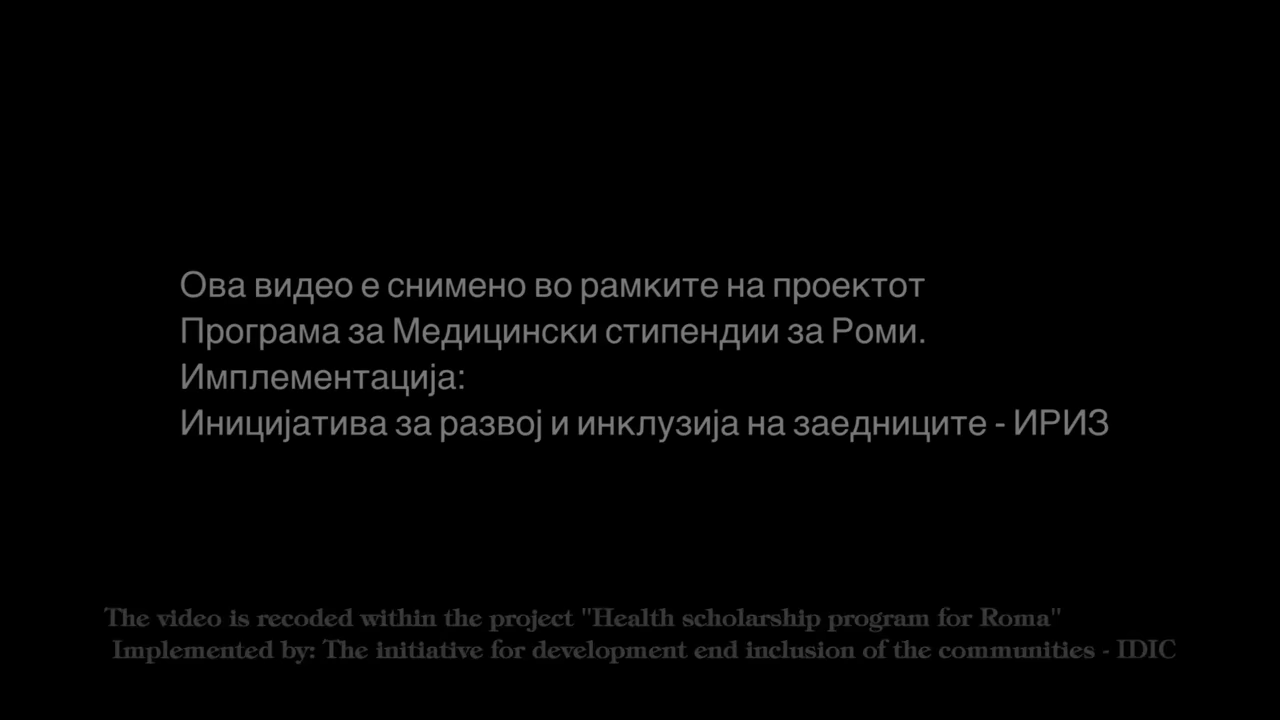 Ова видео е снимено во рамките на проектот
Програма за Медицински стипендии за Роми.
Имплементација:
Иницијатива за развој и инклузија на заедниците - ИРИЗ
The video is recoded within the project "Health scholarship program for Roma"
Implemented by: The initiative for development end inclusion of the communities - IDIC